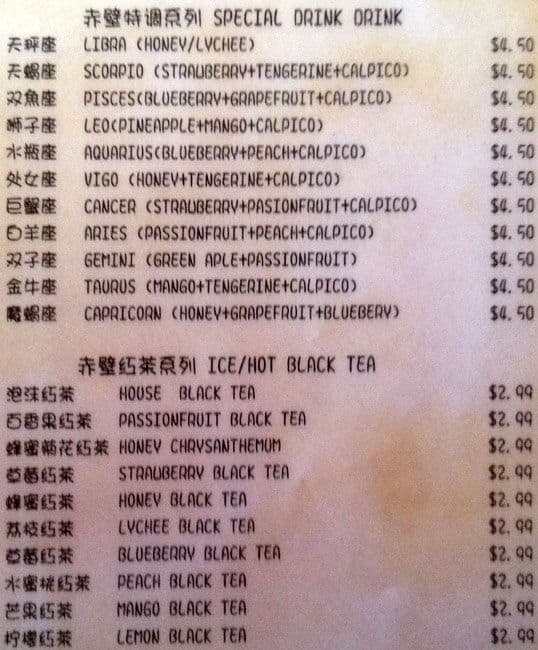 赤壁特调系列 SPECIAL DRINK DRINK
天秤座 LIBRA (HONEY/LYCHEE) $4.50
天蝎座 SCORPIO (STRAUBERRY+TENGERINE+CALPICO) $4.50
双魚座 PISCES(BLUEBERRY+GRAPEFRUIT+CALPICO) $4.50
狮子座 LEO(PINEAPPLE+MANGO+CALPICO) $4.50
水瓶座 AQUARIUS(BLUEBERRY+PEACH+CALPICO) $4.50
处女座 VIGO (HONEY+TENGERINE+CALPICO) $4.50
巨蟹座 CANCER (STRAUBERRY+PASIONFRUIT+CALPICO) $4.50
白羊座 ARIES (PASSIONFRUIT+PEACH+CALPICO) $4.50
双子座 GEMINI (GREEN APLE+PASSIONFRUIT) $4.50
金牛座 TAURUS (MANGO+TENGERINE+CALPICO) $4.50
魔蝎座 CAPRICORN (HONEY+GRAPEFRUIT+BLUEBERY) $4.50
赤壁红茶系列 ICE/HOT BLACK TEA
泡沫红茶 HOUSE BLACK TEA $2.99
百香果红茶 PASSIONFRUIT BLACK TEA $2.99
蜂蜜菊花红茶 HONEY CHRYSANTHEMUM $2.99
草莓红茶 STRAUBERRY BLACK TEA $2.99
蜂蜜红茶 HONEY BLACK TEA $2.99
荔枝红茶 LYCHEE BLACK TEA $2.99
草莓红茶 BLUEBERRY BLACK TEA $2.99
水蜜桃红茶 PEACH BLACK TEA $2.99
芒果红茶 MANGO BLACK TEA $2.99
柠檬红茶 LEMON BLACK TEA $2.99